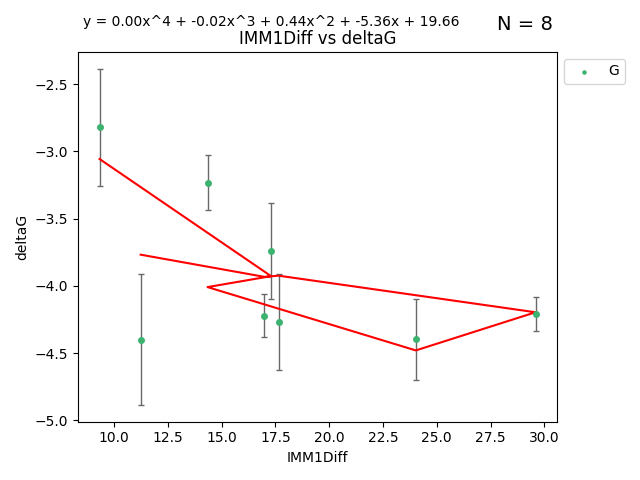 y = 0.00x^4 + -0.02x^3 + 0.44x^2 + -5.36x + 19.66
N = 8
IMM1Diff vs deltaG
G
−2.5
−3.0
−3.5
−4.0
−4.5
−5.0
deltaG
10.0 12.5 15.0 17.5 20.0 22.5 25.0 27.5 30.0
IMM1Diff